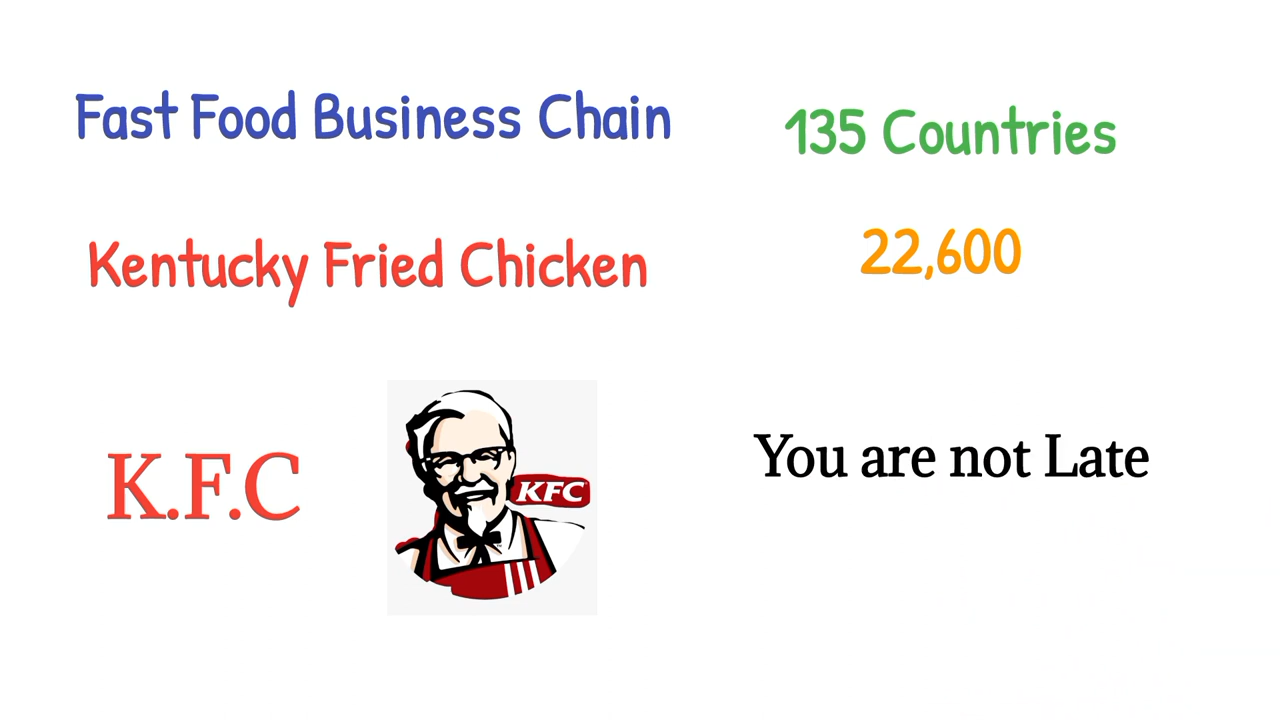 Fast Food Business Chain
135 Countries
Kentucky Fried Chicken
22,600
K.F.C
KFC
You are not Late